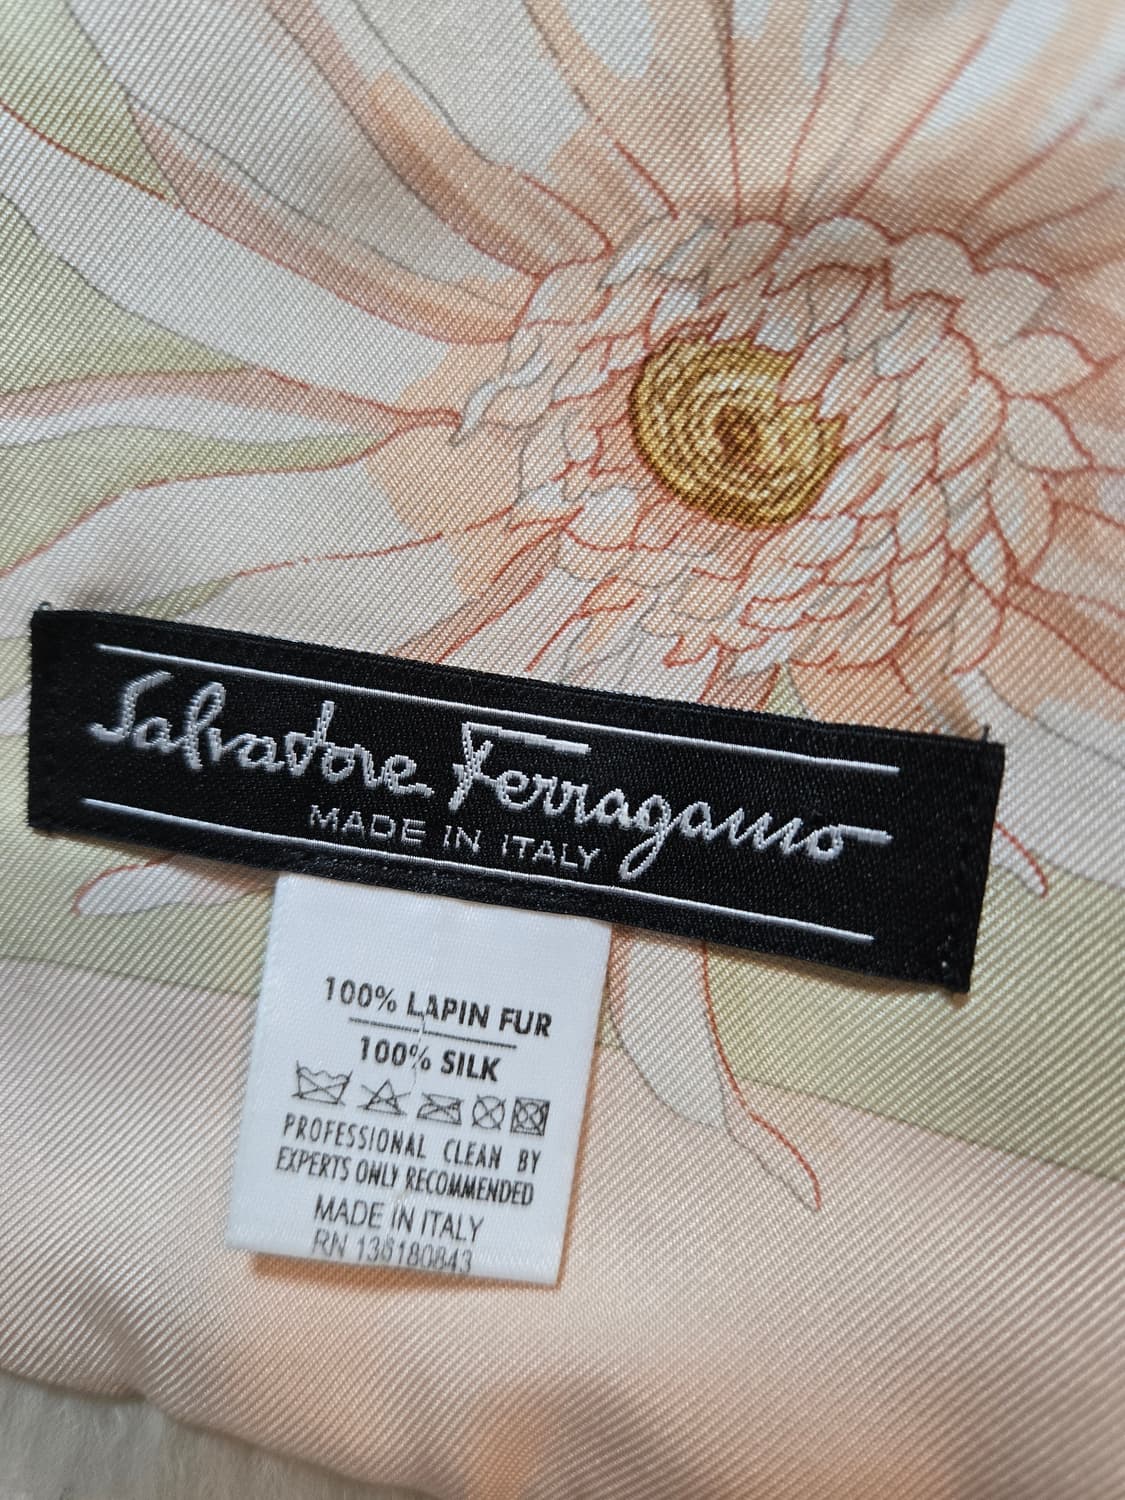 Salvatore Ferragamo
MADE IN ITALY
100% LAPIN FUR
100% SILK
PROFESSIONAL CLEAN BY
EXPERTS ONLY RECOMMENDED
MADE IN ITALY
RN 136180843